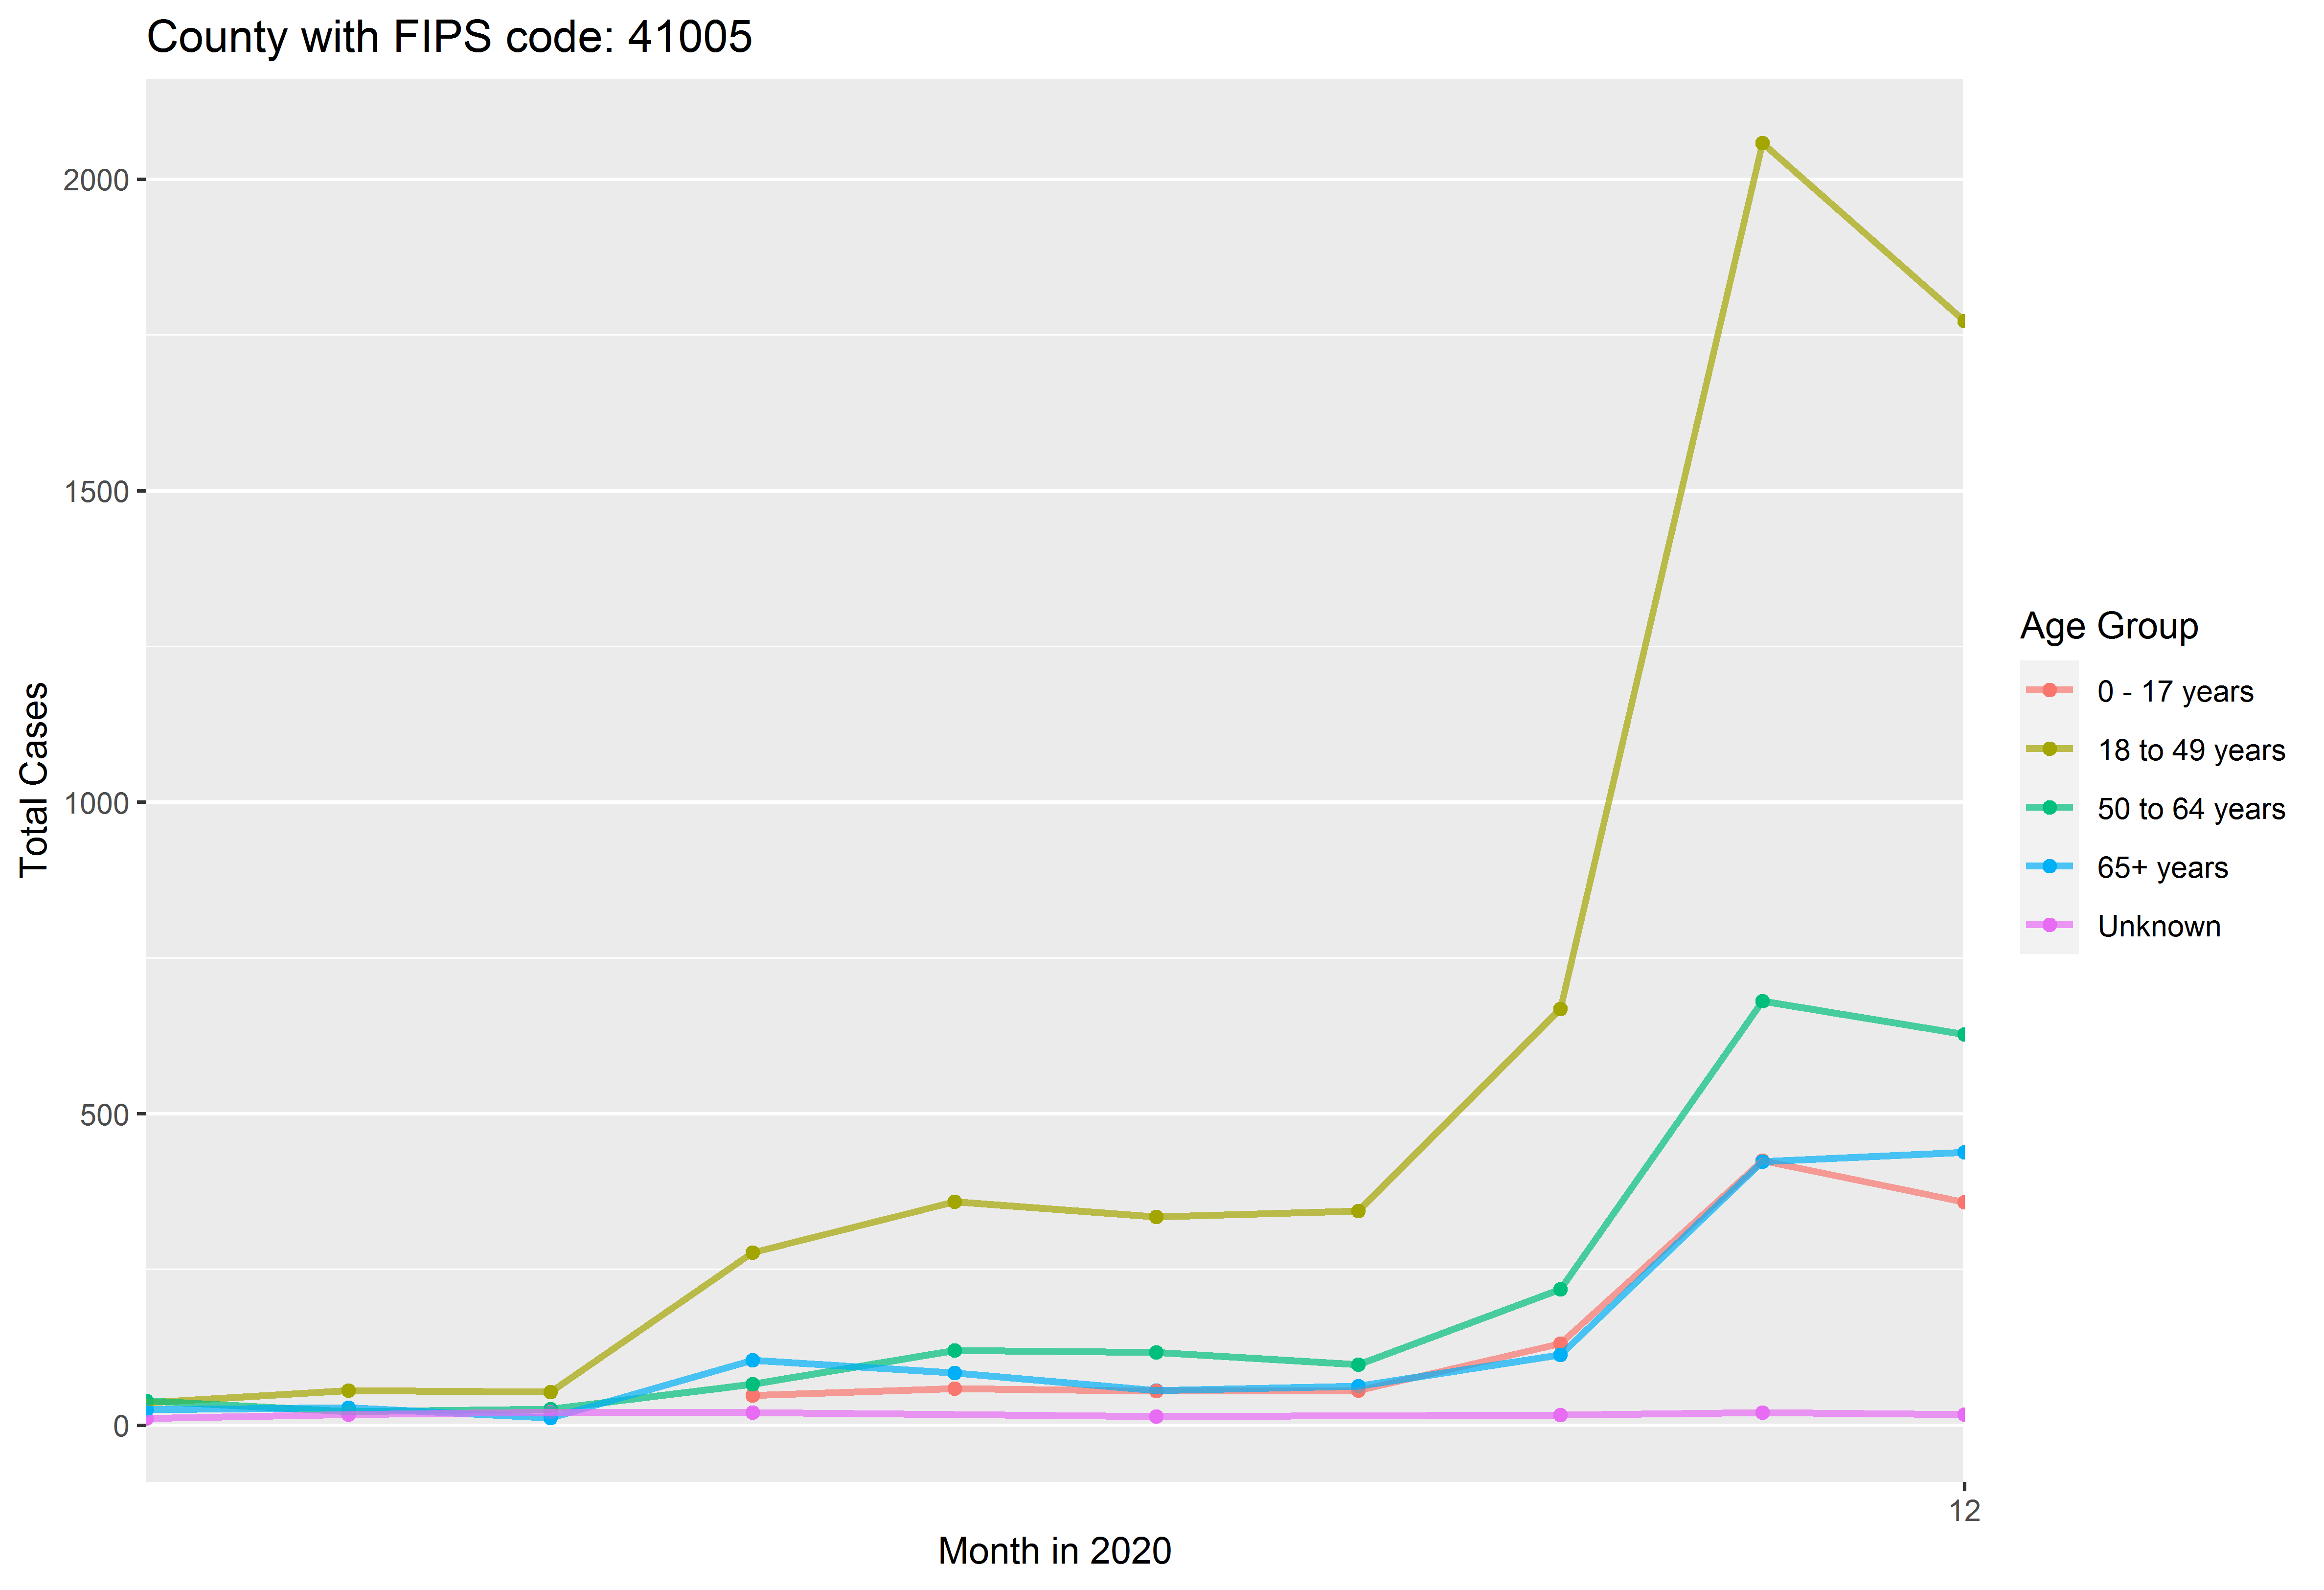 County with FIPS code: 41005
2000
1500
1000
500
0
Total Cases
12
Month in 2020
Age Group
0 - 17 years
18 to 49 years
50 to 64 years
65+ years
Unknown